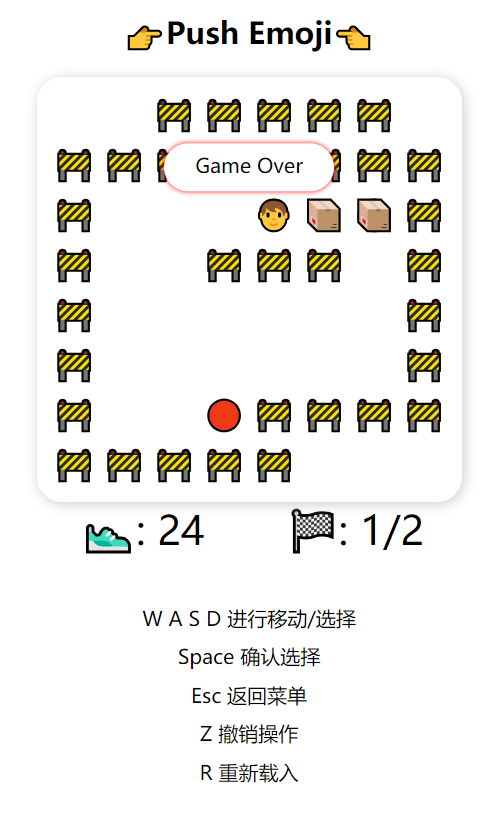 👉Push Emoji👈
Game Over
👟: 24
🏁: 1/2
W A S D 进行移动/选择
Space 确认选择
Esc 返回菜单
Z 撤销操作
R 重新载入